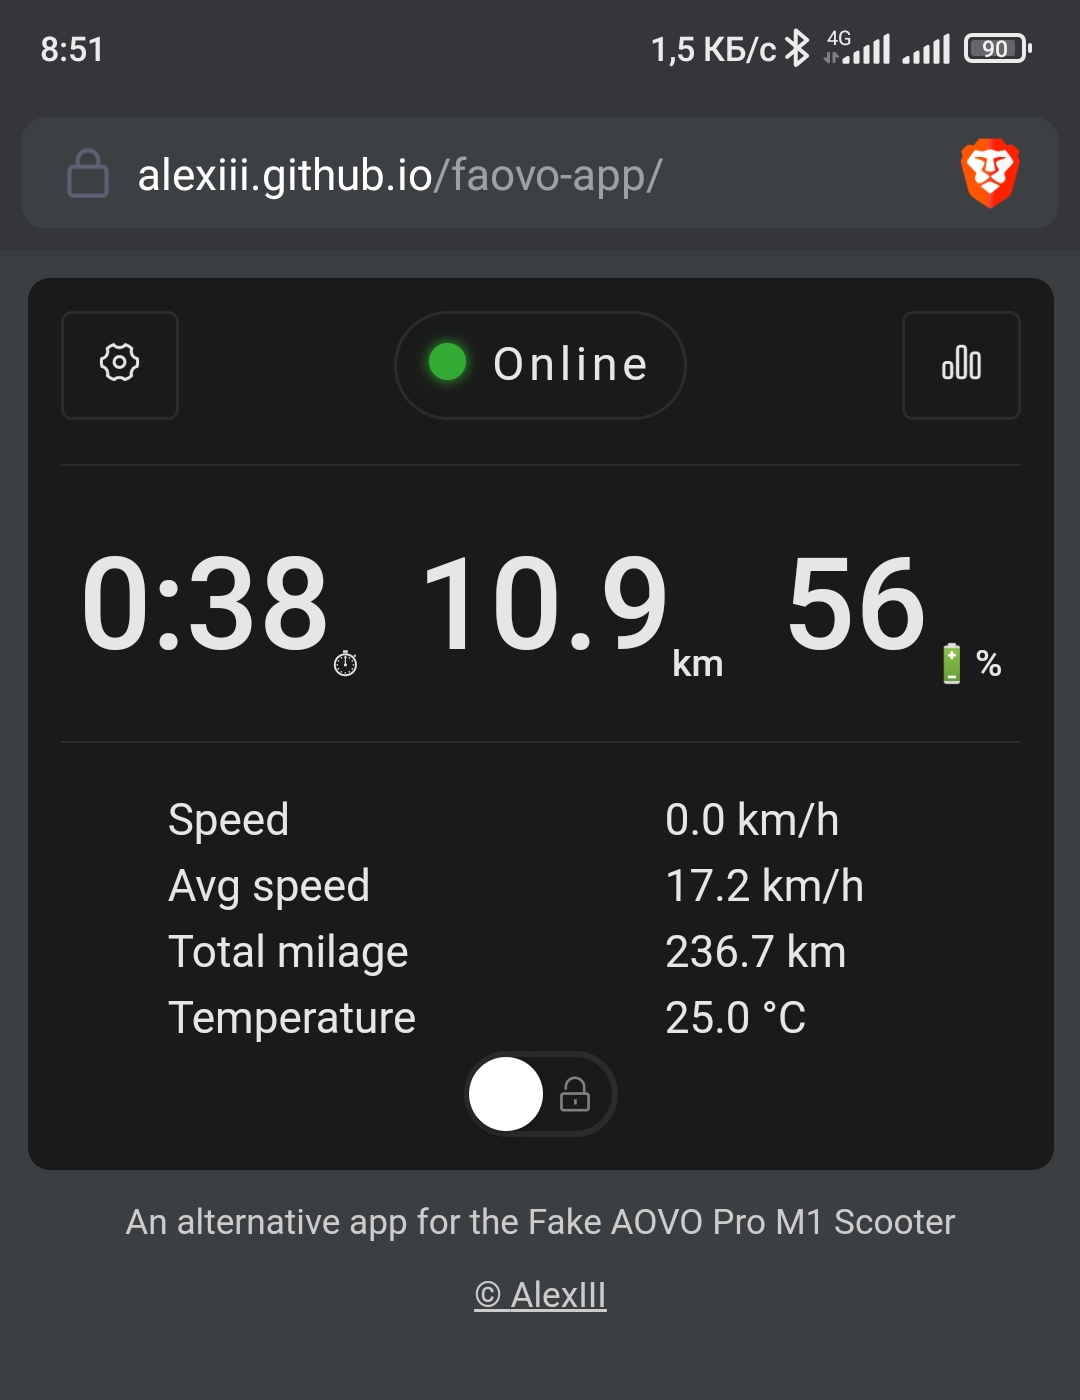 8:51
1,5 КБ/с 4G 90
alexiii.github.io/faovo-app/
Online
0:38 10.9 km 56 %
Speed 0.0 km/h
Avg speed 17.2 km/h
Total milage 236.7 km
Temperature 25.0 °C
An alternative app for the Fake AOVO Pro M1 Scooter
© AlexIII